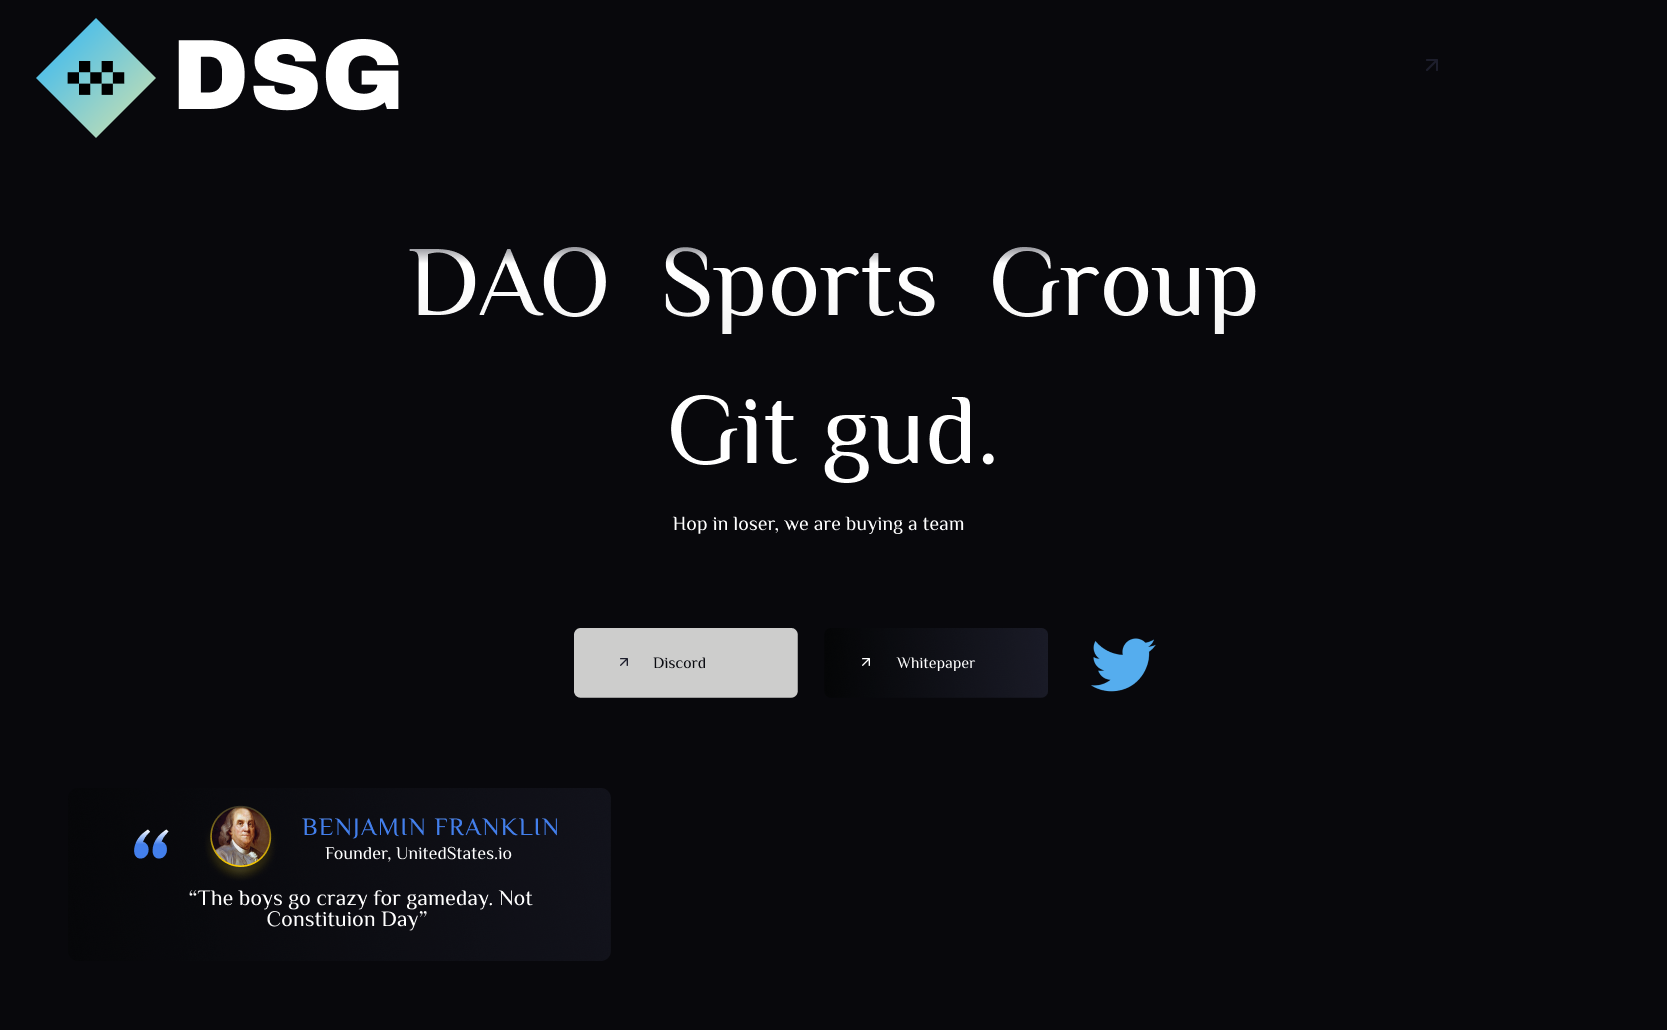 DSG
DAO Sports Group
Git gud.
Hop in loser, we are buying a team
Discord
Whitepaper
BENJAMIN FRANKLIN
Founder, UnitedStates.io
“The boys go crazy for gameday. Not
Constituion Day”